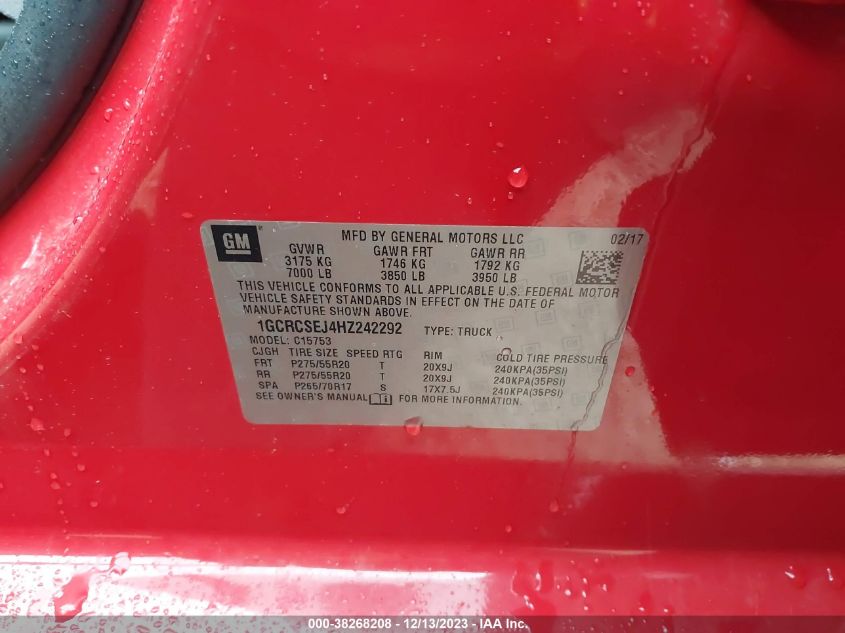 GM
MFD BY GENERAL MOTORS LLC 02/17
GVWR GAWR FRT GAWR RR
3175 KG 1746 KG 1792 KG
7000 LB 3850 LB 3950 LB
THIS VEHICLE CONFORMS TO ALL APPLICABLE U.S. FEDERAL MOTOR
VEHICLE SAFETY STANDARDS IN EFFECT ON THE DATE OF
MANUFACTURE SHOWN ABOVE.
1GCRCSEJ4HZ242292 TYPE: TRUCK
MODEL: C15753
CJGH TIRE SIZE SPEED RTG RIM COLD TIRE PRESSURE
FRT P275/55R20 T 20X9J 240KPA(35PSI)
RR P275/55R20 T 20X9J 240KPA(35PSI)
SPA P265/70R17 S 17X7.5J 240KPA(35PSI)
SEE OWNER'S MANUAL FOR MORE INFORMATION.
000-38268208 - 12/13/2023 - IAA Inc.